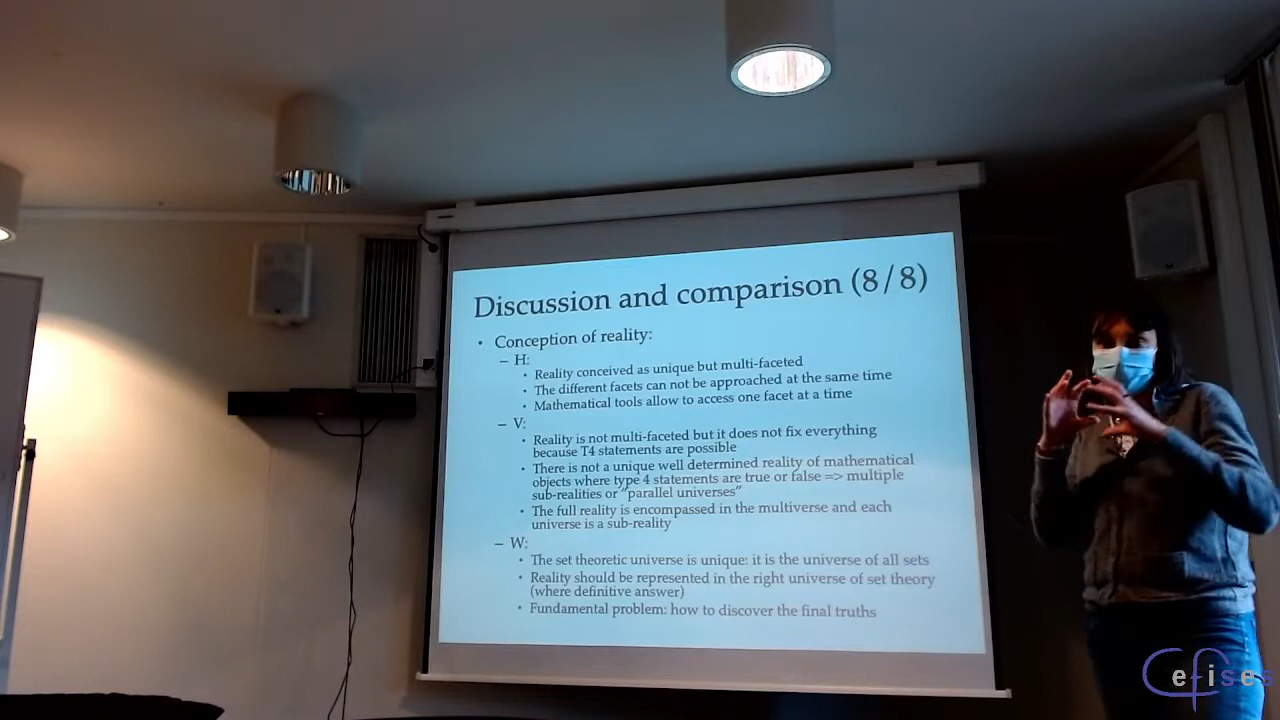 Discussion and comparison (8/8)
• Conception of reality:
– H:
• Reality conceived as unique but multi-faceted
• The different facets can not be approached at the same time
• Mathematical tools allow to access one facet at a time
– V:
• Reality is not multi-faceted but it does not fix everything
because T4 statements are possible
• There is not a unique well determined reality of mathematical
objects where type 4 statements are true or false => multiple
sub-realities or "parallel universes"
• The full reality is encompassed in the multiverse and each
universe is a sub-reality
– W:
• The set theoretic universe is unique: it is the universe of all sets
• Reality should be represented in the right universe of set theory
(where definitive answer)
• Fundamental problem: how to discover the final truths
Cefises